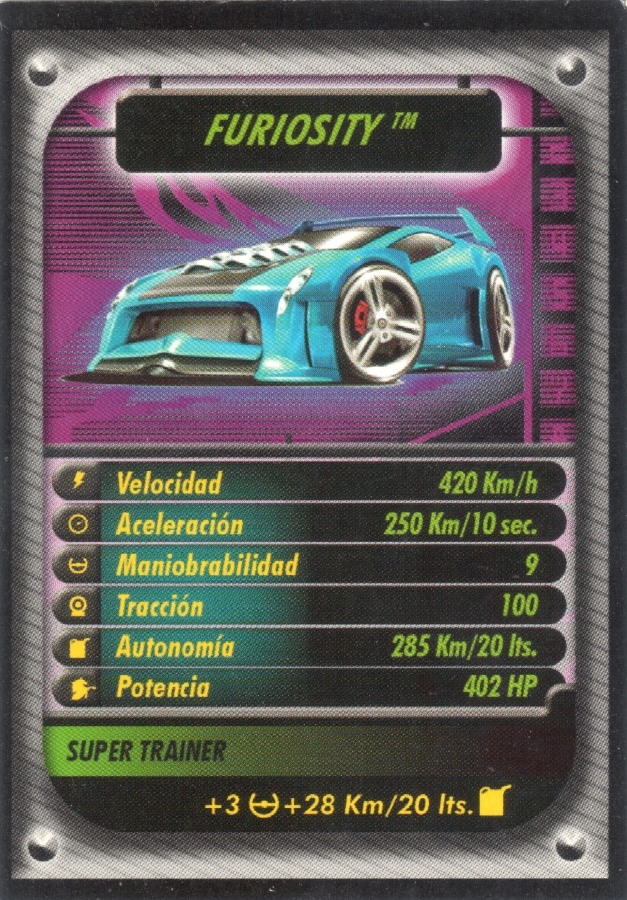 FURIOSITY ™
Velocidad 420 Km/h
Aceleración 250 Km/10 sec.
Maniobrabilidad 9
Tracción 100
Autonomía 285 Km/20 lts.
Potencia 402 HP
SUPER TRAINER
+3 +28 Km/20 lts.